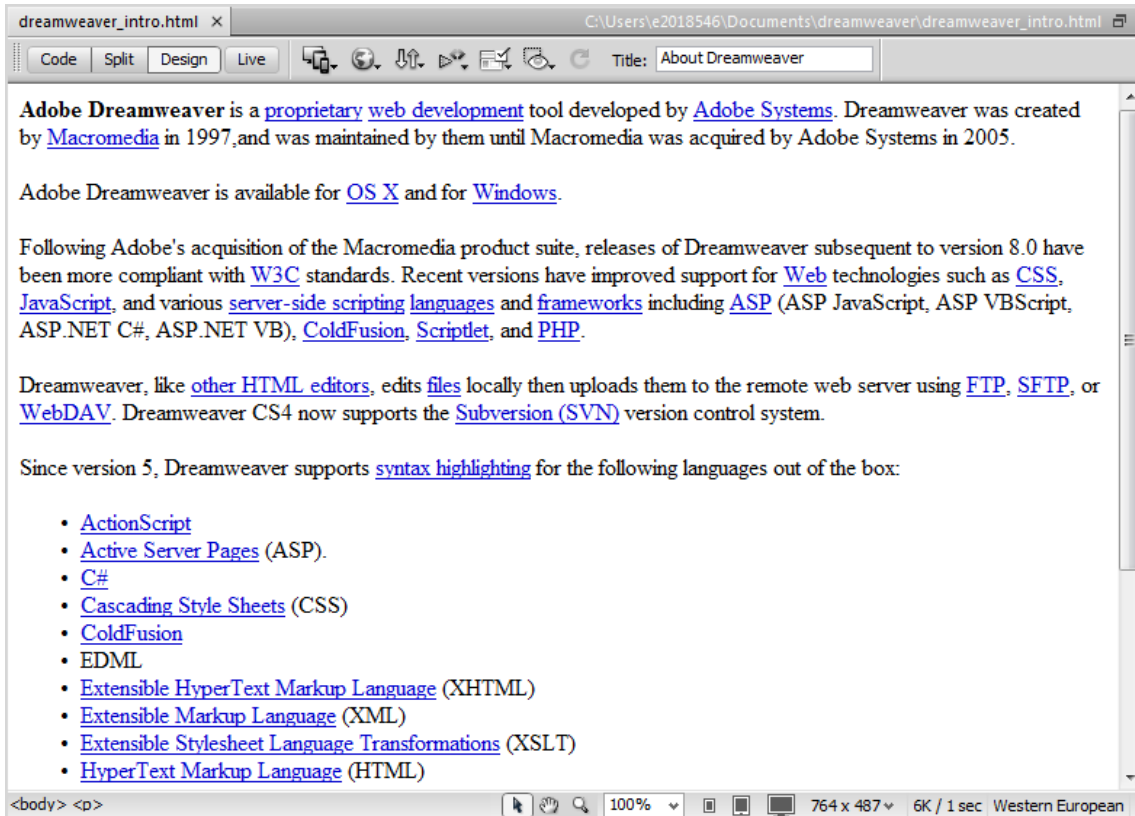 dreamweaver_intro.html ×
C:\Users\e2018546\Documents\dreamweaver\dreamweaver_intro.html
Code Split Design Live Title: About Dreamweaver
Adobe Dreamweaver is a proprietary web development tool developed by Adobe Systems. Dreamweaver was created
by Macromedia in 1997,and was maintained by them until Macromedia was acquired by Adobe Systems in 2005.
Adobe Dreamweaver is available for OS X and for Windows.
Following Adobe's acquisition of the Macromedia product suite, releases of Dreamweaver subsequent to version 8.0 have
been more compliant with W3C standards. Recent versions have improved support for Web technologies such as CSS,
JavaScript, and various server-side scripting languages and frameworks including ASP (ASP JavaScript, ASP VBScript,
ASP.NET C#, ASP.NET VB), ColdFusion, Scriptlet, and PHP.
Dreamweaver, like other HTML editors, edits files locally then uploads them to the remote web server using FTP, SFTP, or
WebDAV. Dreamweaver CS4 now supports the Subversion (SVN) version control system.
Since version 5, Dreamweaver supports syntax highlighting for the following languages out of the box:
• ActionScript
• Active Server Pages (ASP).
• C#
• Cascading Style Sheets (CSS)
• ColdFusion
• EDML
• Extensible HyperText Markup Language (XHTML)
• Extensible Markup Language (XML)
• Extensible Stylesheet Language Transformations (XSLT)
• HyperText Markup Language (HTML)
<body> <p> 100% 764 x 487 6K / 1 sec Western European